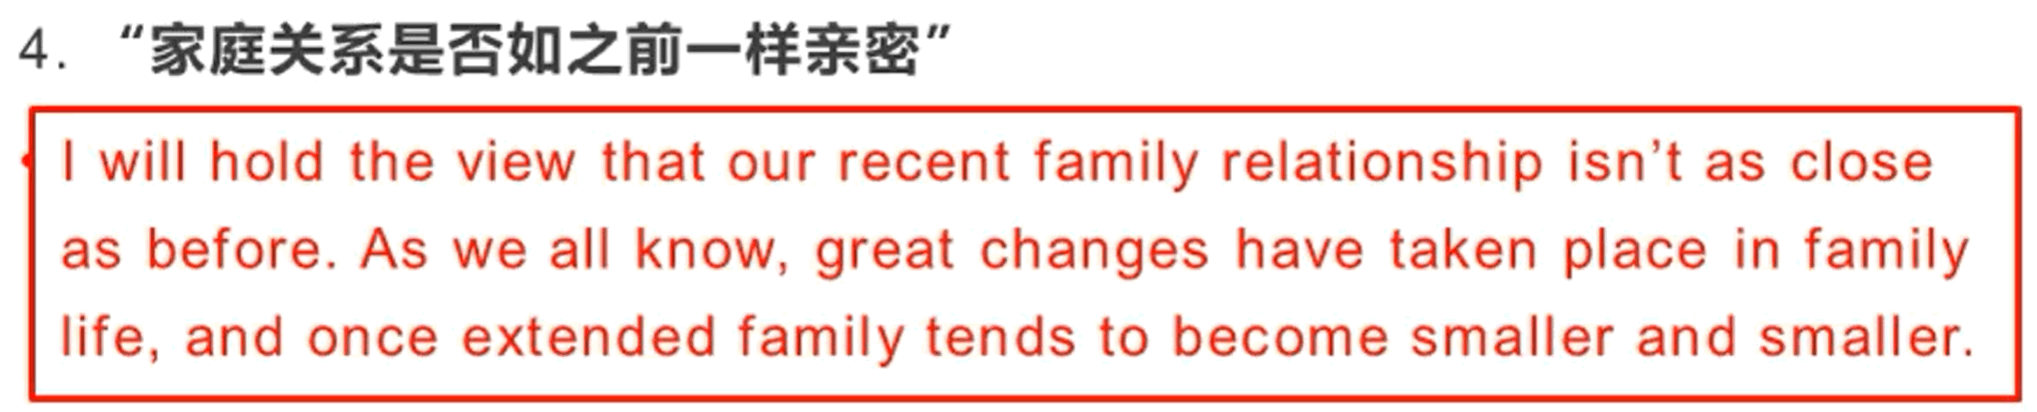 4. “家庭关系是否如之前一样亲密”
I will hold the view that our recent family relationship isn’t as close
as before. As we all know, great changes have taken place in family
life, and once extended family tends to become smaller and smaller.